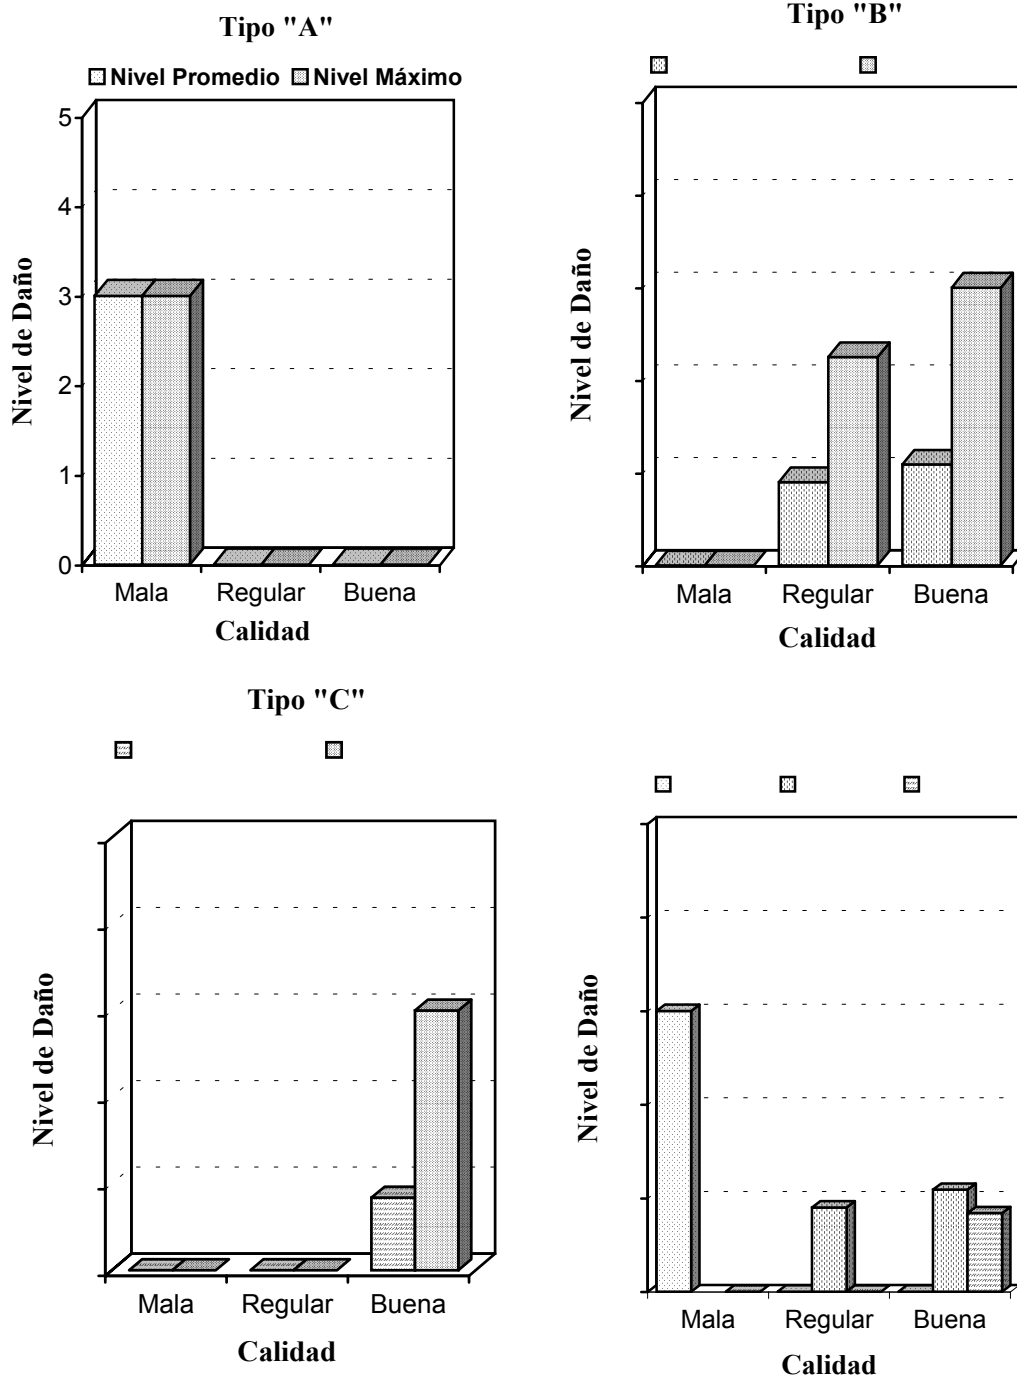 Tipo "A"
Nivel Promedio Nivel Máximo
5
4
3
2
1
0
Nivel de Daño
Mala Regular Buena
Calidad
Tipo "B"
Nivel de Daño
Mala Regular Buena
Calidad
Tipo "C"
Nivel de Daño
Mala Regular Buena
Calidad
Nivel de Daño
Mala Regular Buena
Calidad